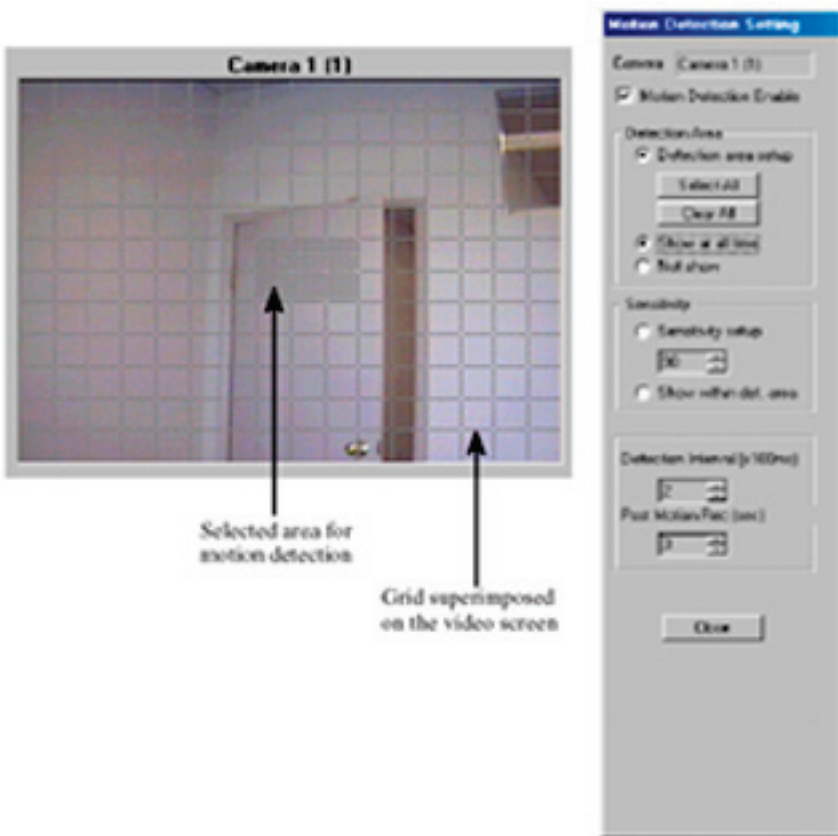 Camera 1 (1)
Selected area for
motion detection
Grid superimposed
on the video screen
Motion Detection Setting
Camera Camera 1 (1)
Motion Detection Enable
Detection Area
Detection area setup
Select All
Clear All
Show at all time
Not show
Sensitivity
Sensitivity setup
Show within det. area
Detection Interval (x100ms)
2
Post Motion Rec (sec)
3
Close